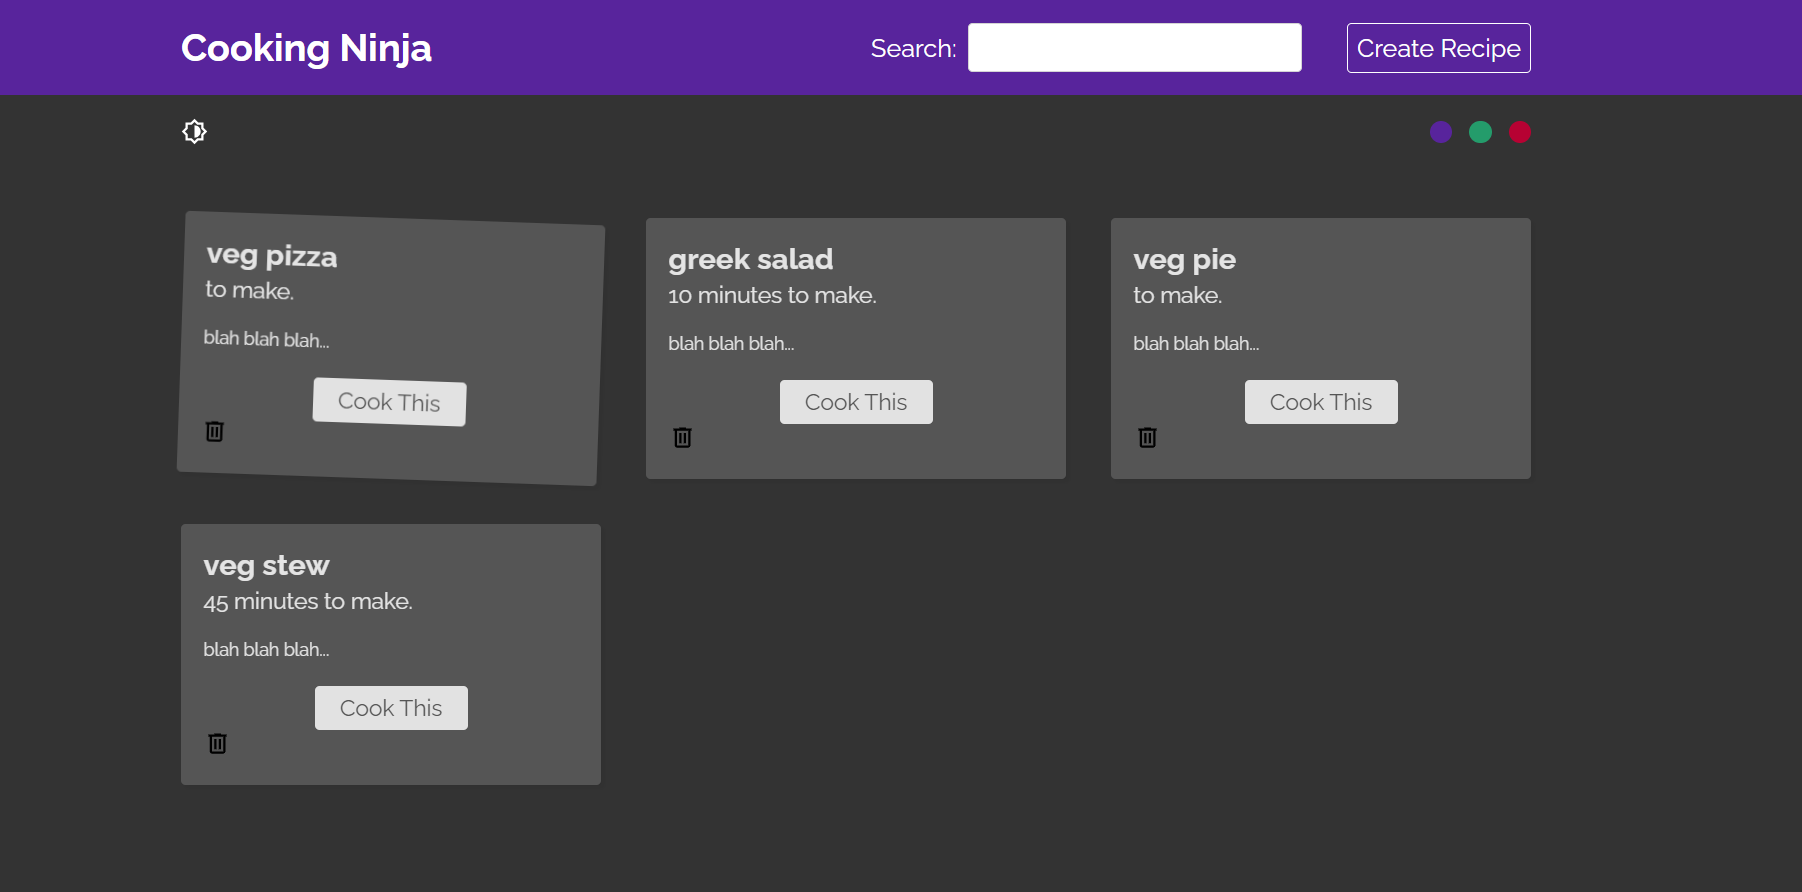 Cooking Ninja
Search:
Create Recipe
veg pizza
to make.
blah blah blah...
Cook This
greek salad
10 minutes to make.
blah blah blah...
Cook This
veg pie
to make.
blah blah blah...
Cook This
veg stew
45 minutes to make.
blah blah blah...
Cook This